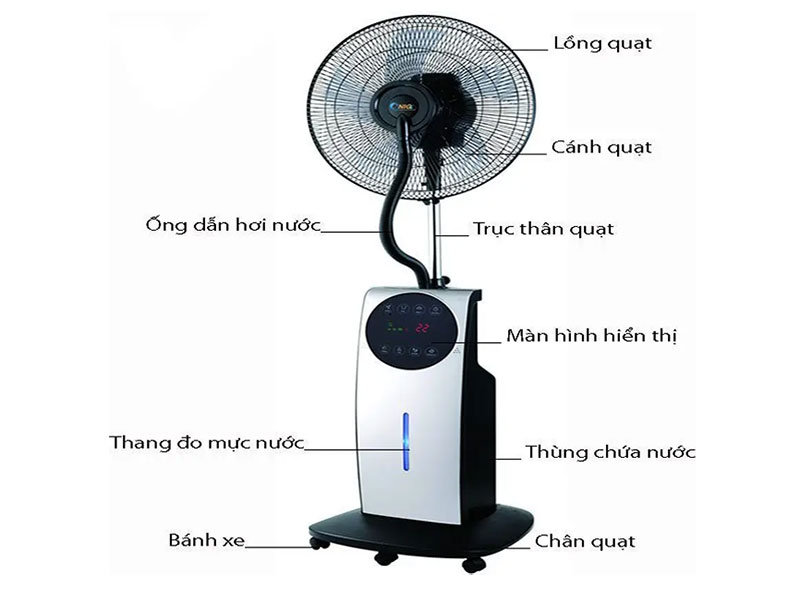 Lồng quạt
Cánh quạt
Ống dẫn hơi nước
Trục thân quạt
22
Màn hình hiển thị
Thang đo mực nước
Thùng chứa nước
Bánh xe
Chân quạt